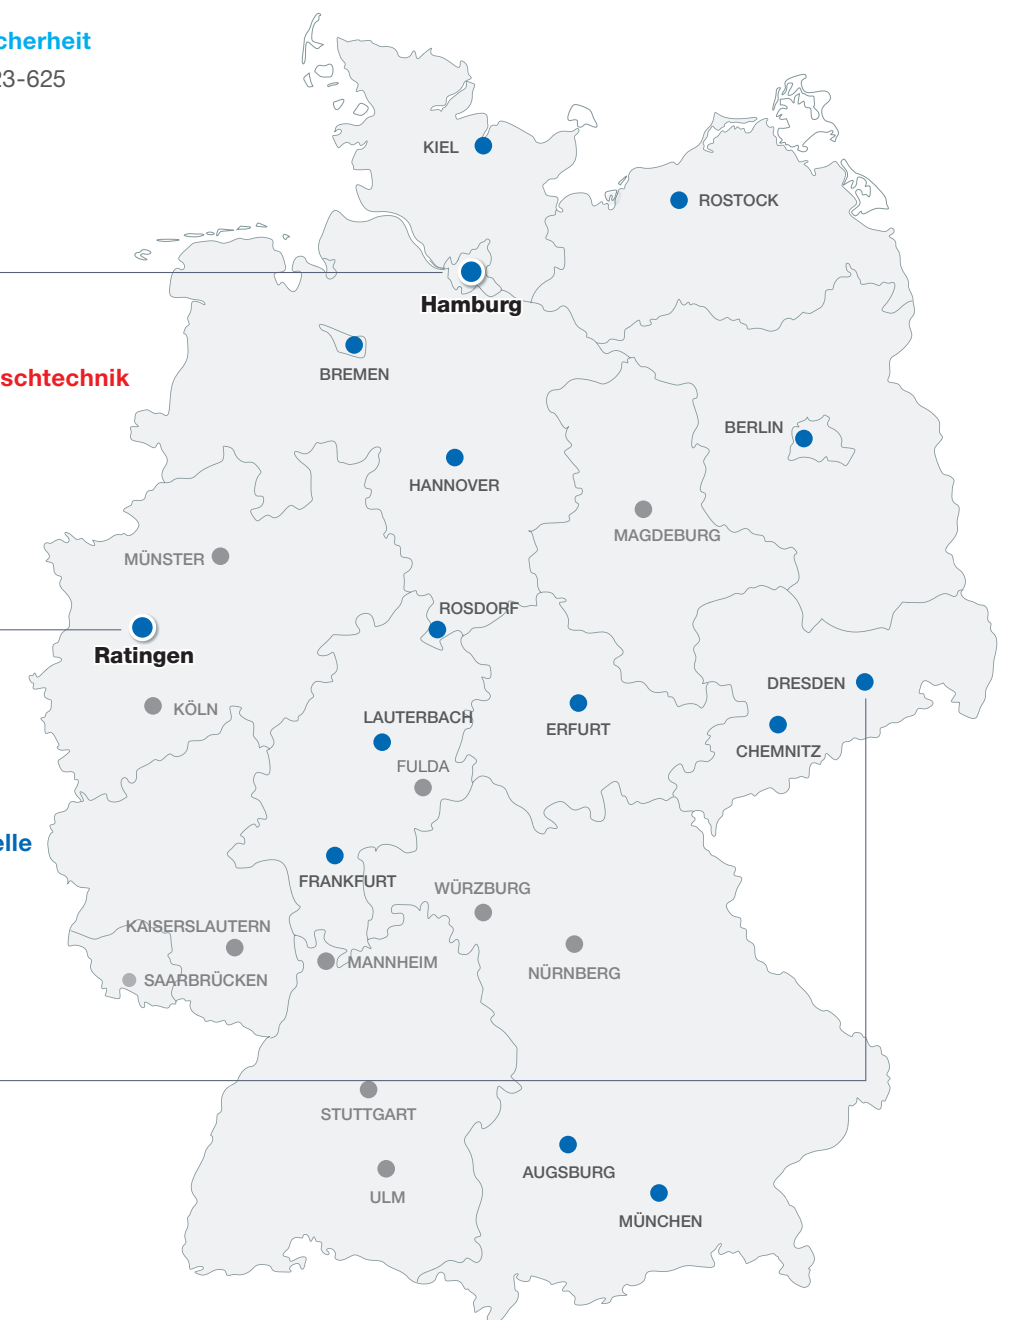 cherheit
23-625
KIEL
ROSTOCK
Hamburg
BREMEN
schtechnik
BERLIN
HANNOVER
MAGDEBURG
MÜNSTER
ROSDORF
Ratingen
DRESDEN
KÖLN
LAUTERBACH
ERFURT
CHEMNITZ
FULDA
elle
FRANKFURT
WÜRZBURG
KAISERSLAUTERN
MANNHEIM
NÜRNBERG
SAARBRÜCKEN
STUTTGART
AUGSBURG
ULM
MÜNCHEN